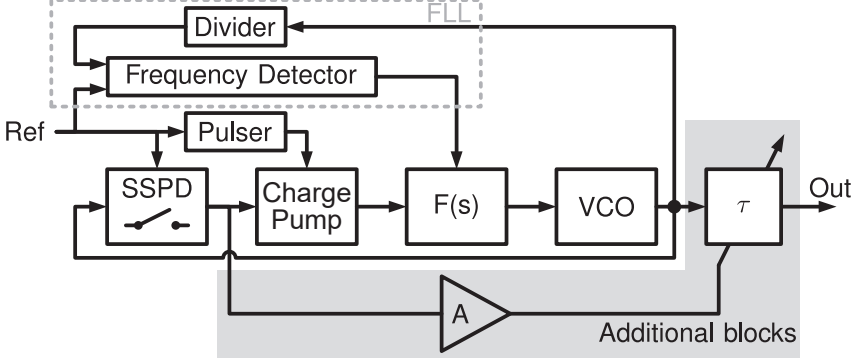 FLL
Divider
Frequency Detector
Ref
Pulser
SSPD
Charge
Pump
F(s)
VCO
τ
Out
A
Additional blocks